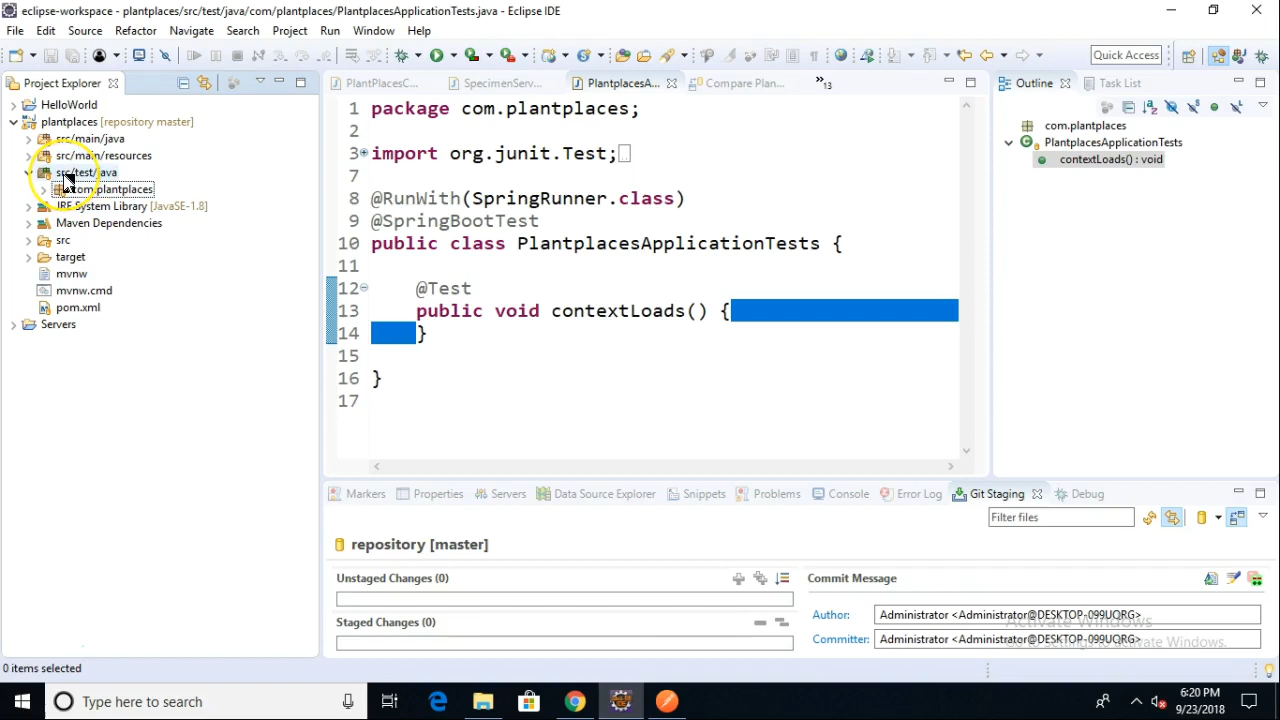 eclipse-workspace - plantplaces/src/test/java/com/plantplaces/PlantplacesApplicationTests.java - Eclipse IDE
File Edit Source Refactor Navigate Search Project Run Window Help
Quick Access
Project Explorer
PlantPlacesC...
SpecimenServ...
PlantplacesA...
Compare Plan...
»13
Outline
Task List
HelloWorld
plantplaces [repository master]
src/main/java
src/main/resources
src/test/java
com.plantplaces
JRE System Library [JavaSE-1.8]
Maven Dependencies
src
target
mvnw
mvnw.cmd
pom.xml
Servers
1 package com.plantplaces;
2
3 import org.junit.Test;
7
8 @RunWith(SpringRunner.class)
9 @SpringBootTest
10 public class PlantplacesApplicationTests {
11
12 @Test
13 public void contextLoads() {
14 }
15
16 }
17
com.plantplaces
PlantplacesApplicationTests
contextLoads() : void
Markers
Properties
Servers
Data Source Explorer
Snippets
Problems
Console
Error Log
Git Staging
Debug
Filter files
repository [master]
Unstaged Changes (0)
Staged Changes (0)
Commit Message
Author: Administrator <Administrator@DESKTOP-099UQRG>
Committer: Administrator <Administrator@DESKTOP-099UQRG>
Activate Windows
Go to Settings to activate Windows.
0 items selected
Type here to search
6:20 PM
9/23/2018